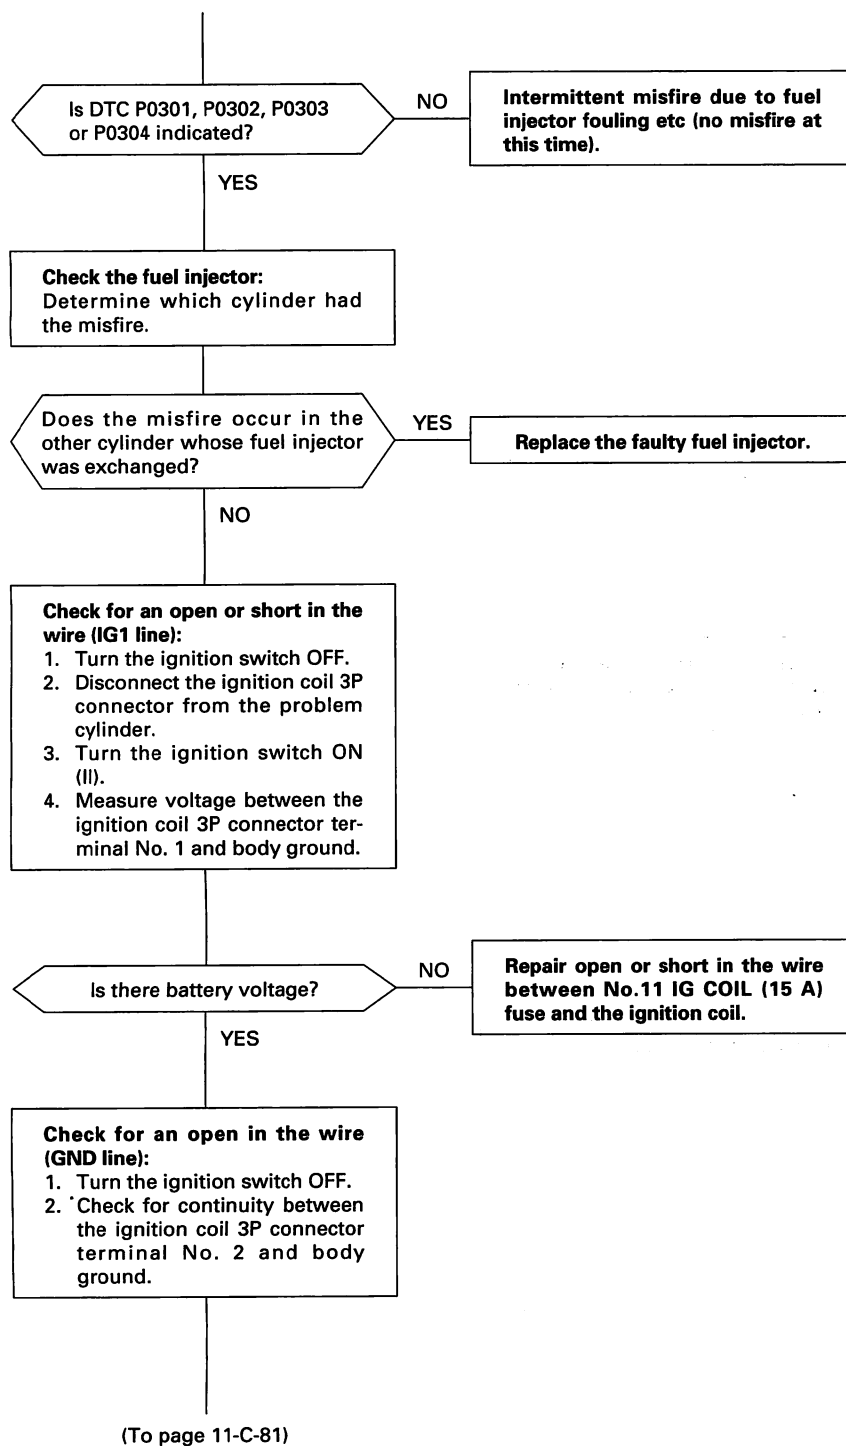 Is DTC P0301, P0302, P0303
or P0304 indicated?
NO
Intermittent misfire due to fuel
injector fouling etc (no misfire at
this time).
YES
Check the fuel injector:
Determine which cylinder had
the misfire.
Does the misfire occur in the
other cylinder whose fuel injector
was exchanged?
YES
Replace the faulty fuel injector.
NO
Check for an open or short in the
wire (IG1 line):
1. Turn the ignition switch OFF.
2. Disconnect the ignition coil 3P
connector from the problem
cylinder.
3. Turn the ignition switch ON
(II).
4. Measure voltage between the
ignition coil 3P connector ter-
minal No. 1 and body ground.
Is there battery voltage?
NO
Repair open or short in the wire
between No.11 IG COIL (15 A)
fuse and the ignition coil.
YES
Check for an open in the wire
(GND line):
1. Turn the ignition switch OFF.
2. Check for continuity between
the ignition coil 3P connector
terminal No. 2 and body
ground.
(To page 11-C-81)